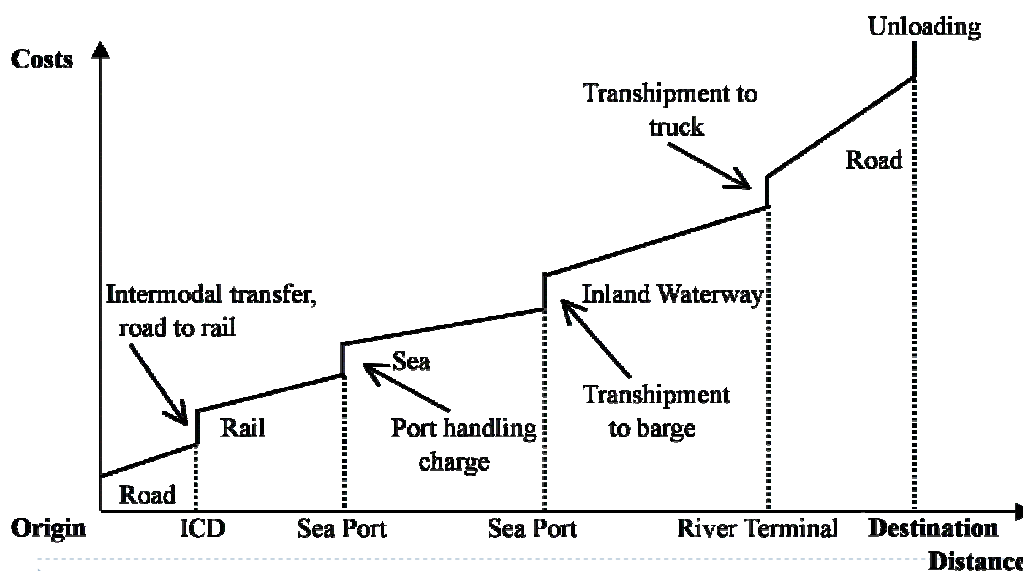 Unloading
Costs
Transhipment to
truck
Road
Intermodal transfer,
road to rail
Inland Waterway
Sea
Transhipment
to barge
Rail
Port handling
charge
Road
Origin
ICD
Sea Port
Sea Port
River Terminal
Destination
Distance